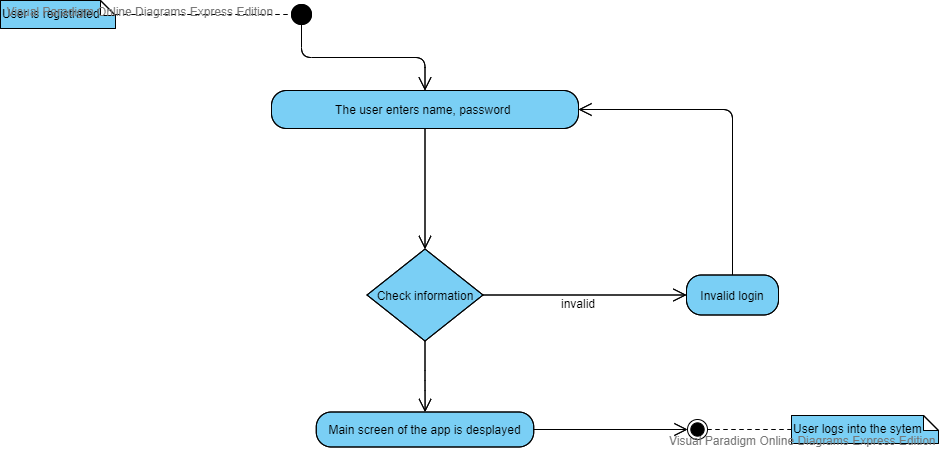 User is registrated
Visual Paradigm Online Diagrams Express Edition
The user enters name, password
Check information
invalid
Invalid login
Main screen of the app is desplayed
User logs into the sytem
Visual Paradigm Online Diagrams Express Edition